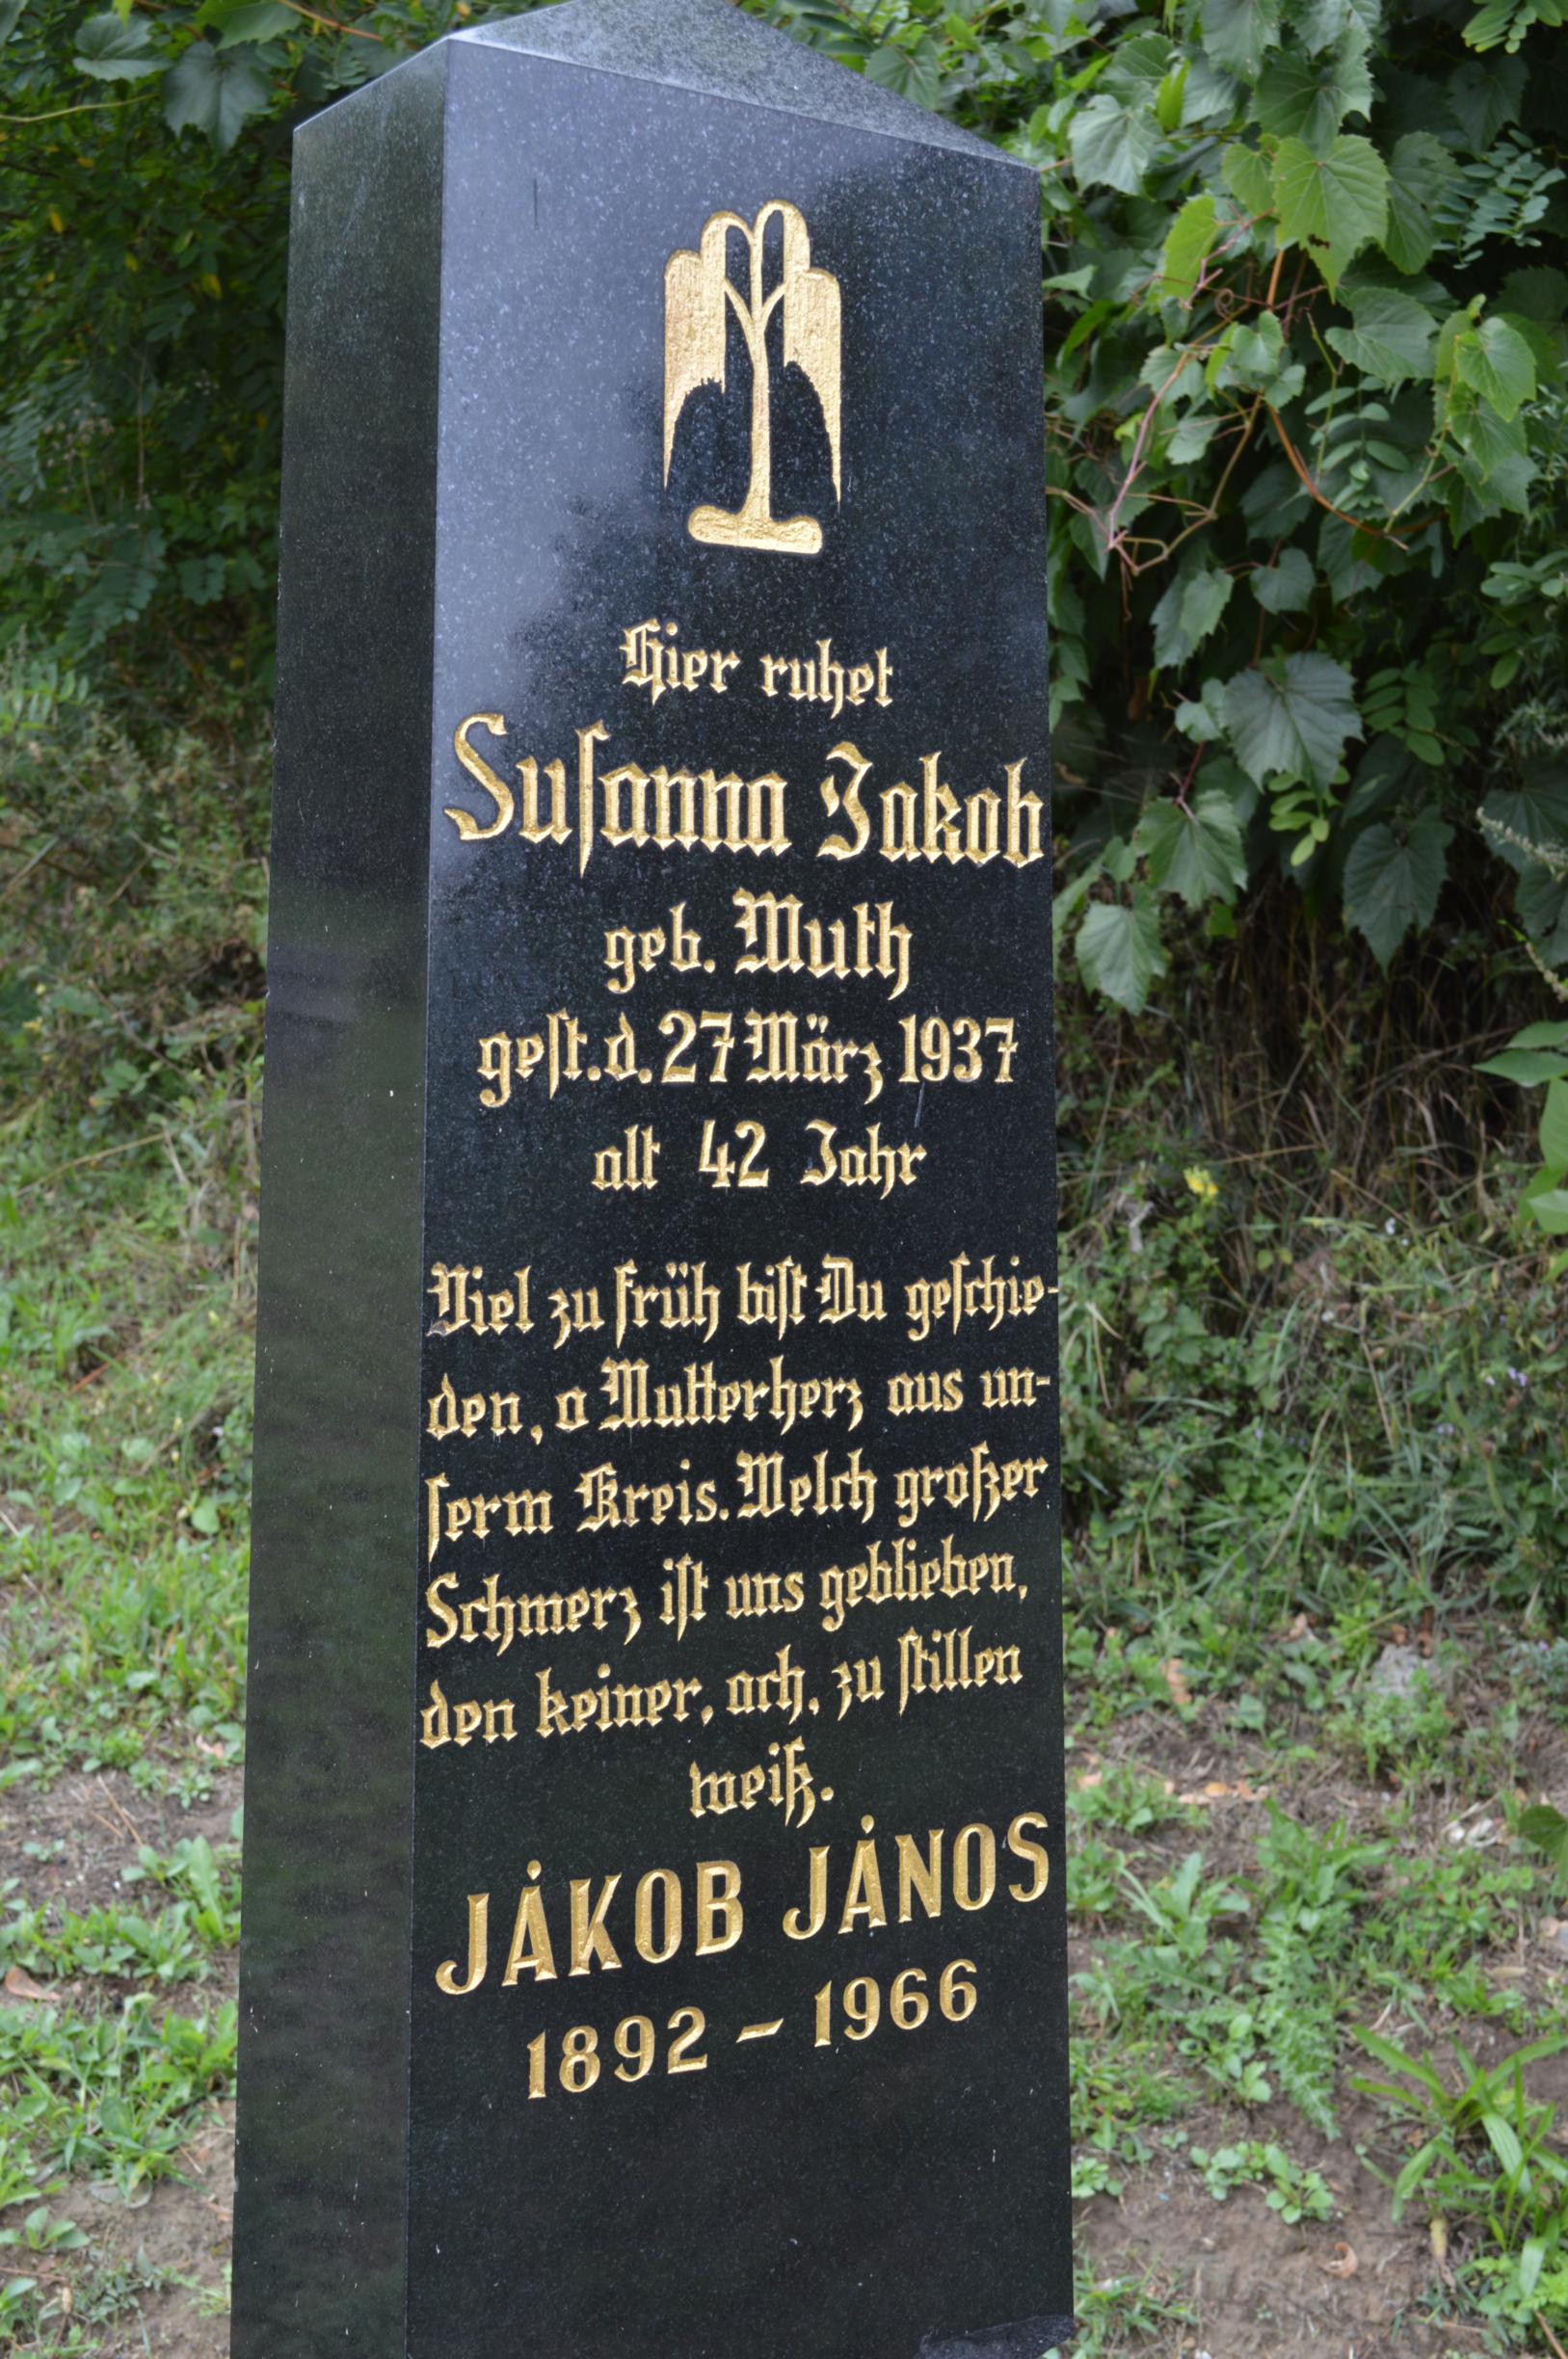 Hier ruhet
Suſanna Jakob
geb. Muth
geſt. d. 27 März 1937
alt 42 Jahr
Viel zu früh biſt Du geſchie-
den, o Mutterherz aus un-
ſerm Kreis. Welch großer
Schmerz iſt uns geblieben,
den keiner, ach, zu ſtillen
weiß.
JȦKOB JȦNOS
1892 – 1966